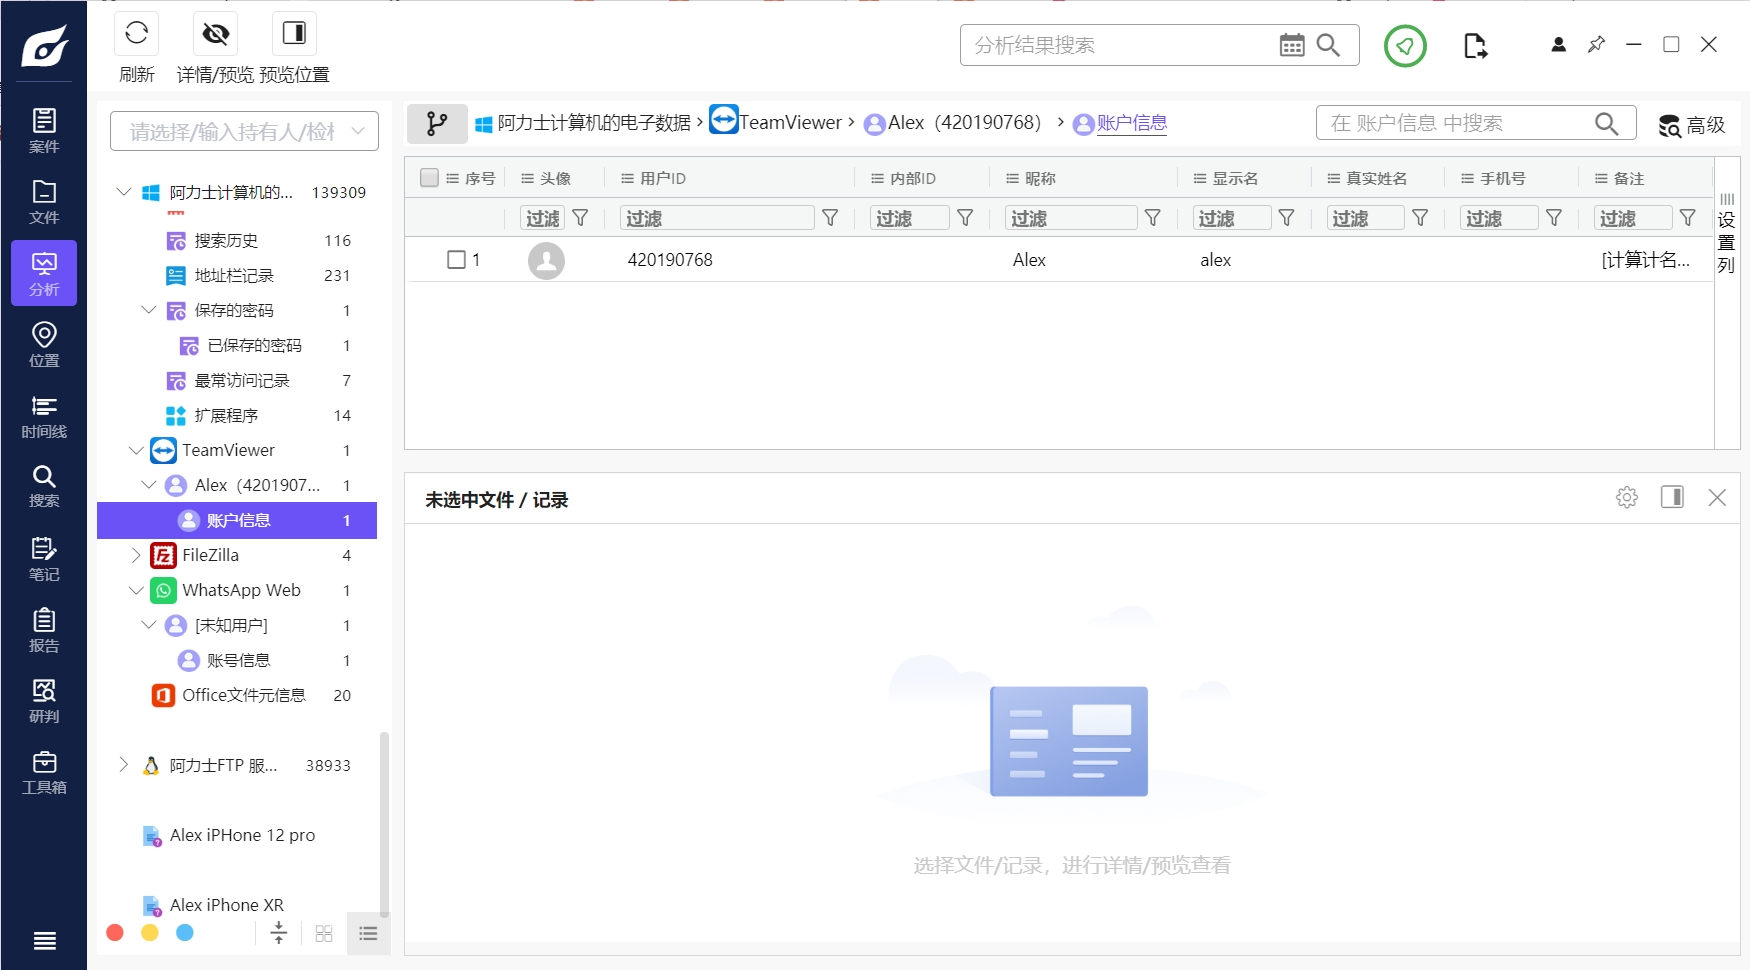 刷新
详情/预览
预览位置
分析结果搜索
案件
文件
分析
位置
时间线
搜索
笔记
报告
研判
工具箱
请选择/输入持有人/检材
阿力士计算机的... 139309
搜索历史 116
地址栏记录 231
保存的密码 1
已保存的密码 1
最常访问记录 7
扩展程序 14
TeamViewer 1
Alex（4201907... 1
账户信息 1
FileZilla 4
WhatsApp Web 1
[未知用户] 1
账号信息 1
Office文件元信息 20
阿力士FTP 服... 38933
Alex iPHone 12 pro
Alex iPhone XR
阿力士计算机的电子数据 › TeamViewer › Alex（420190768） › 账户信息
在 账户信息 中搜索
高级
序号 头像 用户ID 内部ID 昵称 显示名 真实姓名 手机号 备注
过滤 过滤 过滤 过滤 过滤 过滤 过滤 过滤
1 420190768 Alex alex [计算计名...
设置列
未选中文件 / 记录
选择文件/记录，进行详情/预览查看